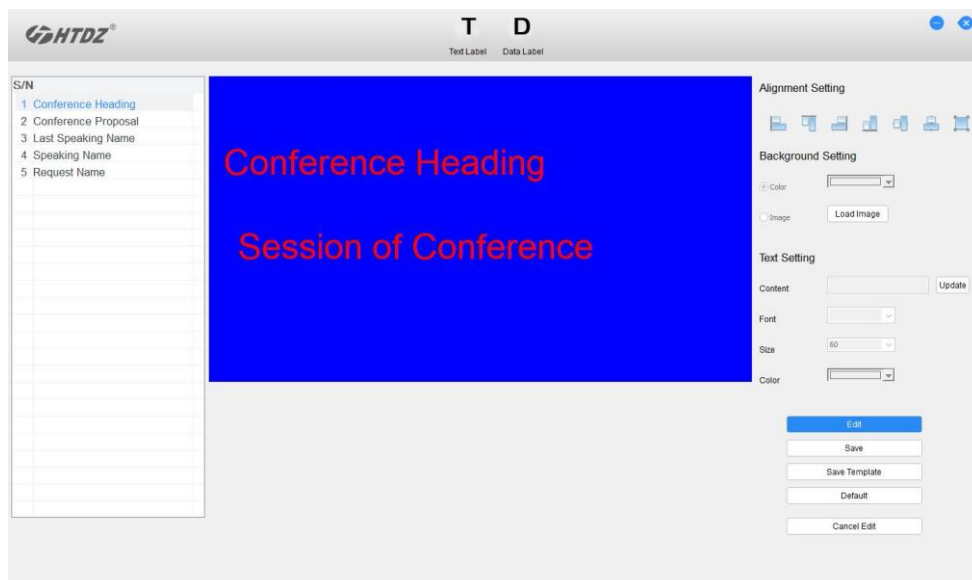 HTDZ®
T D
Text Label Data Label
S/N
1 Conference Heading
2 Conference Proposal
3 Last Speaking Name
4 Speaking Name
5 Request Name
Conference Heading
Session of Conference
Alignment Setting
Background Setting
Color
Image Load Image
Text Setting
Content Update
Font
Size 60
Color
Edit
Save
Save Template
Default
Cancel Edit